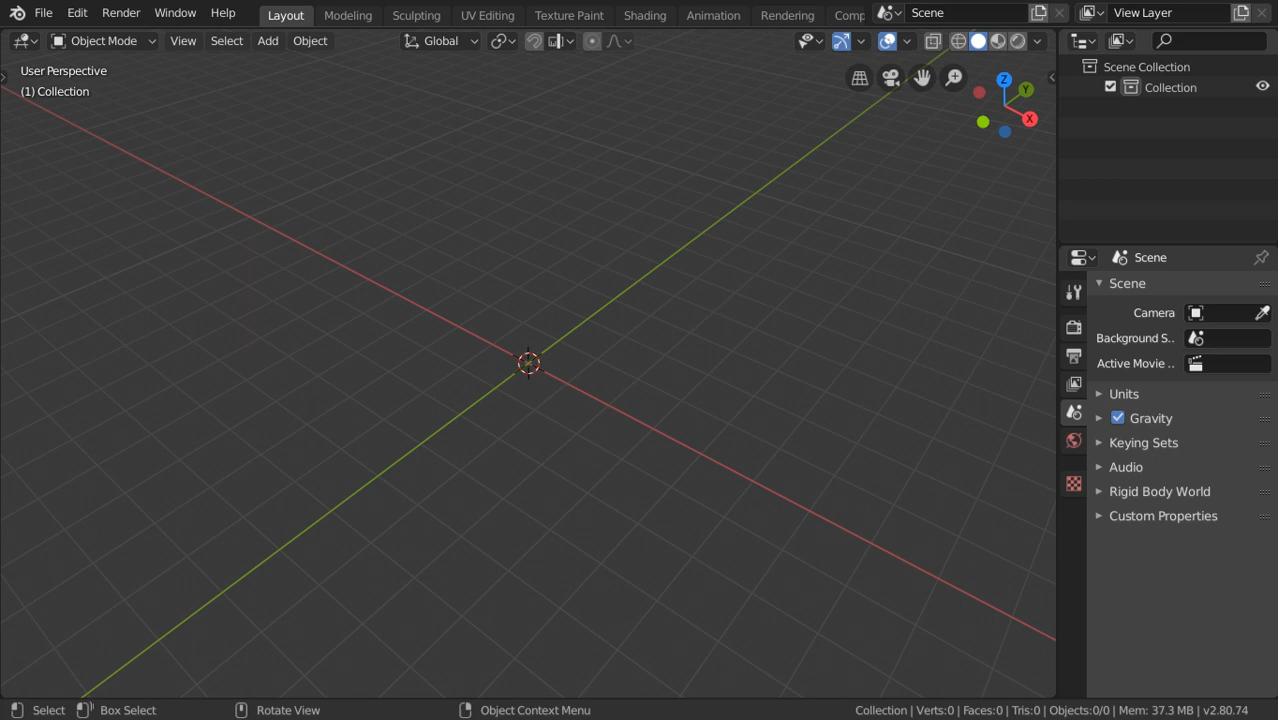 File Edit Render Window Help Layout Modeling Sculpting UV Editing Texture Paint Shading Animation Rendering Comp Scene View Layer
Object Mode View Select Add Object Global
User Perspective
(1) Collection
Z
Y
X
Scene Collection
Collection
Scene
Scene
Camera
Background S..
Active Movie ..
Units
Gravity
Keying Sets
Audio
Rigid Body World
Custom Properties
Select Box Select Rotate View Object Context Menu Collection | Verts:0 | Faces:0 | Tris:0 | Objects:0/0 | Mem: 37.3 MB | v2.80.74